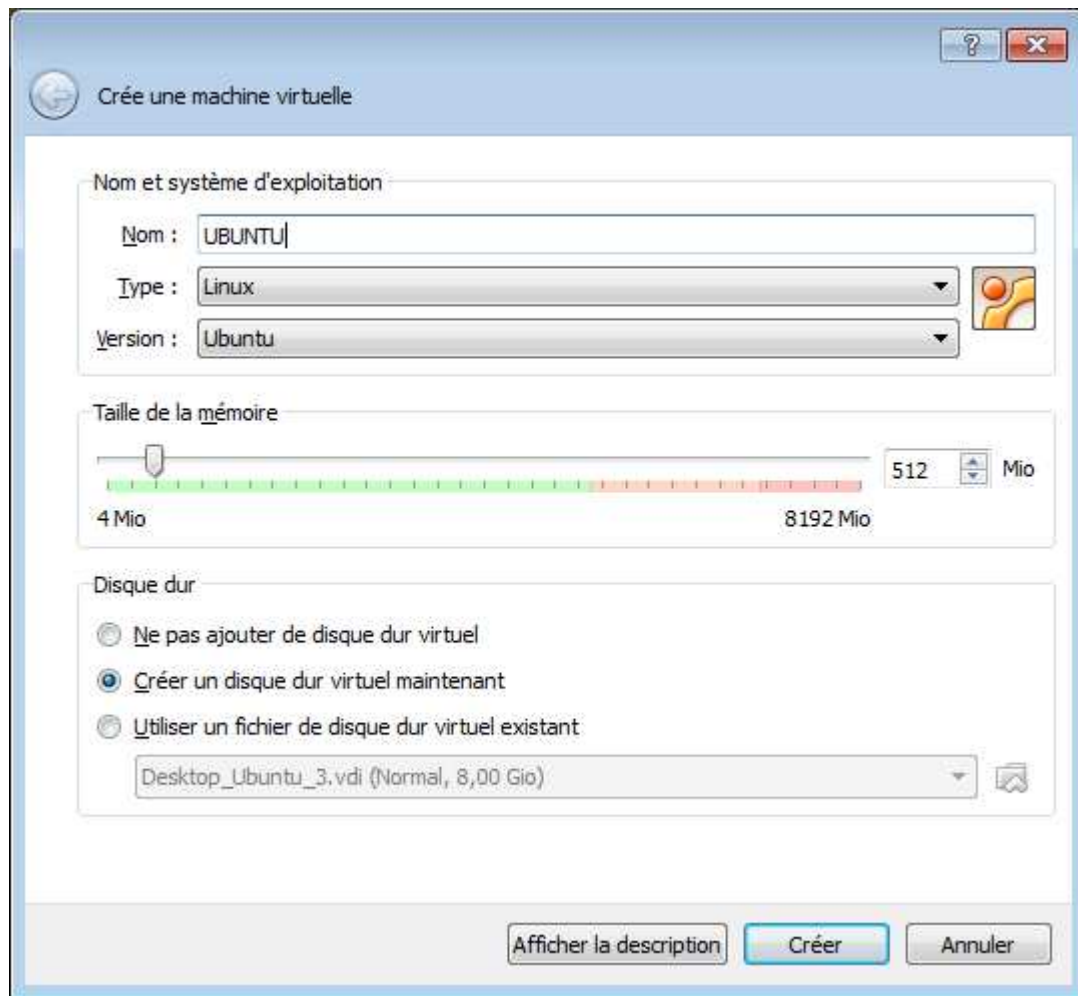 ?
Crée une machine virtuelle
Nom et système d'exploitation
Nom : UBUNTU
Type : Linux
Version : Ubuntu
Taille de la mémoire
512 Mio
4 Mio 8192 Mio
Disque dur
Ne pas ajouter de disque dur virtuel
Créer un disque dur virtuel maintenant
Utiliser un fichier de disque dur virtuel existant
Desktop_Ubuntu_3.vdi (Normal, 8,00 Gio)
Afficher la description Créer Annuler